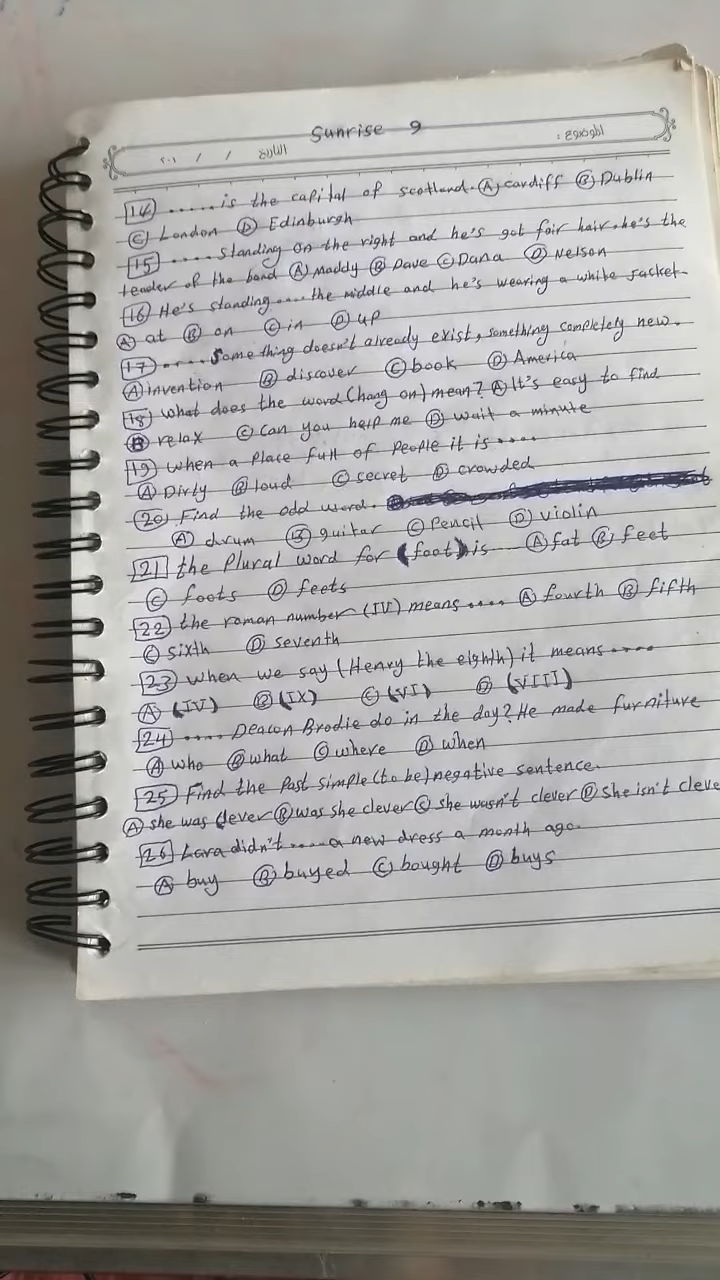 Sunrise 9
الموضوع :
التاريخ / / ٢٠١
14 ...... is the capital of scotland. Ⓐ cardiff Ⓑ Dublin
Ⓒ London Ⓓ Edinburgh
15 ..... standing on the right and he's got fair hair. he's the
leader of the band Ⓐ Maddy Ⓑ Dave Ⓒ Dana Ⓓ Nelson
16 He's standing .... the middle and he's wearing a white jacket.
Ⓐ at Ⓑ on Ⓒ in Ⓓ up
17 ..... Something doesn't already exist, something completely new.
Ⓐ invention Ⓑ discover Ⓒ book Ⓓ America
18 what does the word (hang on) mean? Ⓐ It's easy to find
Ⓑ relax Ⓒ can you help me Ⓓ wait a minute
19 when a place full of people it is ....
Ⓐ Dirty Ⓑ loud Ⓒ secret Ⓓ crowded
20 Find the odd word.
Ⓐ drum Ⓑ guitar Ⓒ Pencil Ⓓ violin
21 the Plural word for (foot) is ... Ⓐ fat Ⓑ feet
Ⓒ foots Ⓓ feets
22 the roman number (IV) means .... Ⓐ fourth Ⓑ fifth
Ⓒ sixth Ⓓ seventh
23 when we say (Henry the eighth) it means .....
Ⓐ (IV) Ⓑ (IX) Ⓒ (VI) Ⓓ (VIII)
24 ..... Deacon Brodie do in the day? He made furniture
Ⓐ who Ⓑ what Ⓒ where Ⓓ when
25 Find the Past simple (to be) negative sentence.
Ⓐ she was clever Ⓑ was she clever Ⓒ she wasn't clever Ⓓ she isn't cleve
26 Lara didn't ..... a new dress a month ago.
Ⓐ buy Ⓑ buyed Ⓒ bought Ⓓ buys